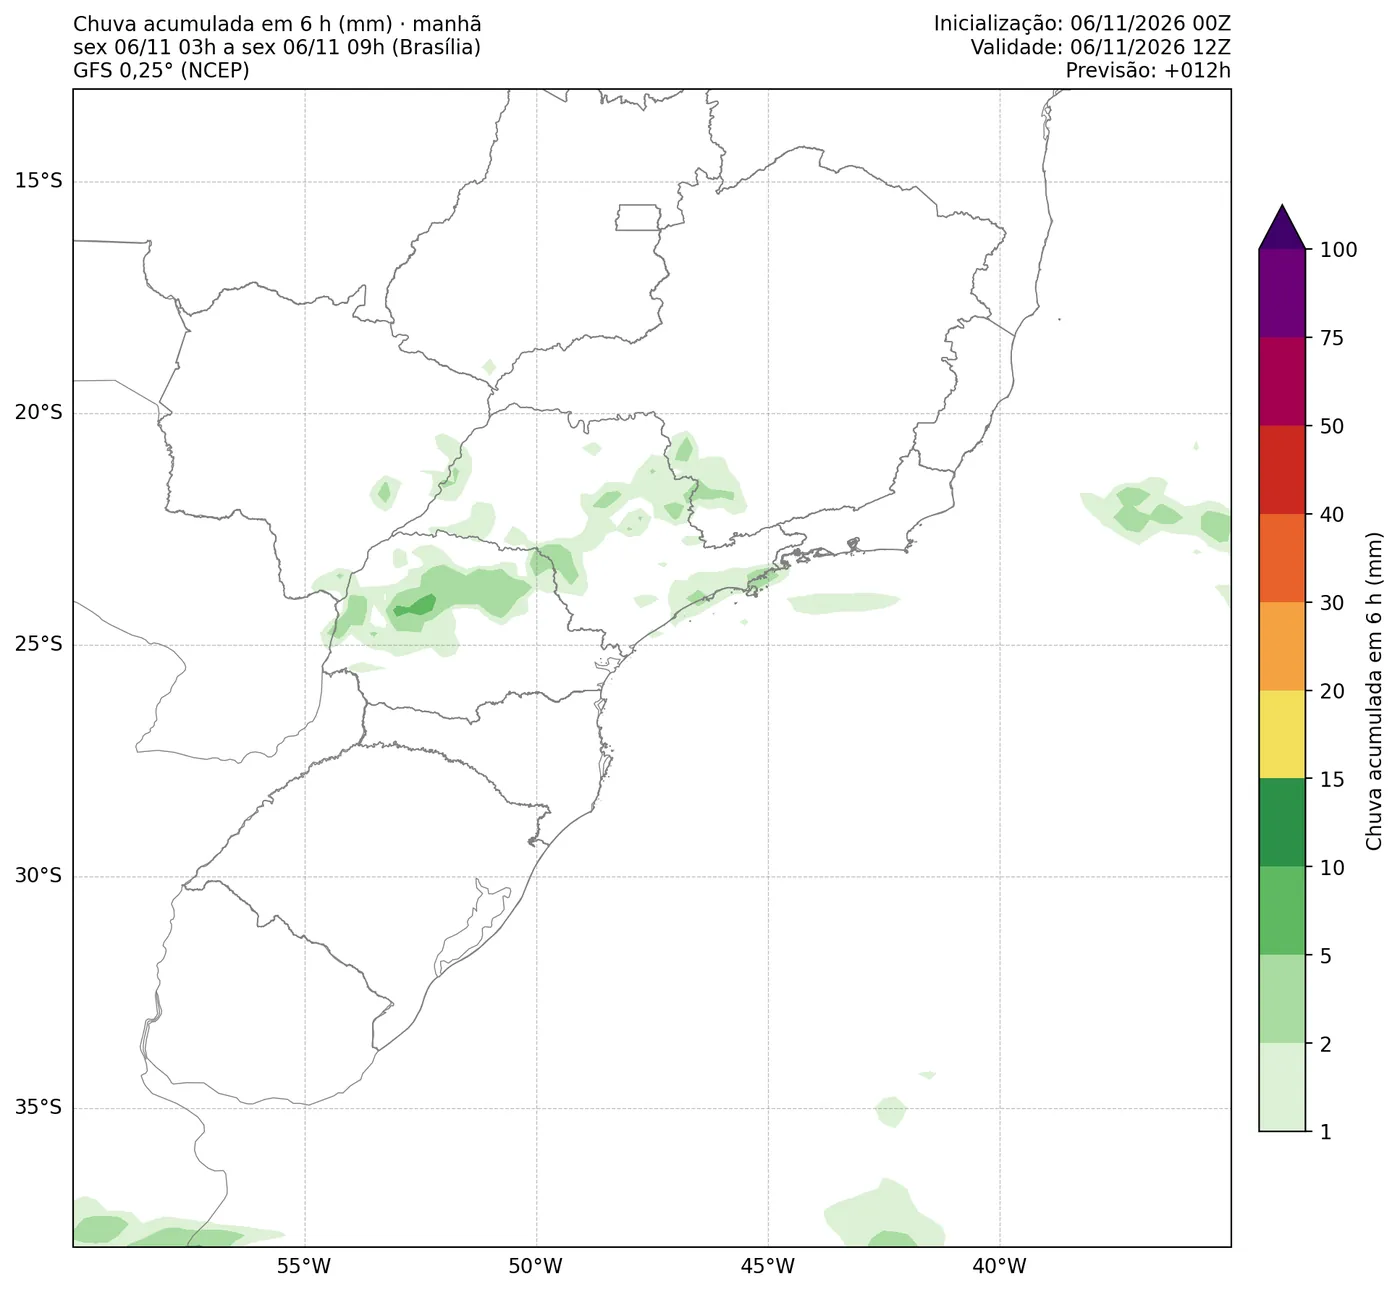 Chuva acumulada em 6 h (mm) · manhã
sex 06/11 03h a sex 06/11 09h (Brasília)
GFS 0,25° (NCEP)
Inicialização: 06/11/2026 00Z
Validade: 06/11/2026 12Z
Previsão: +012h
15°S
20°S
25°S
30°S
35°S
55°W
50°W
45°W
40°W
100
75
50
40
30
20
15
10
5
2
1
Chuva acumulada em 6 h (mm)